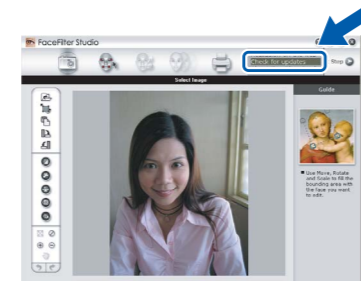 FaceFilter Studio
Check for updates
Stop
Select Image
Guide
Use Move, Rotate
and Scale to fill the
bounding area with
the face you want
to edit.